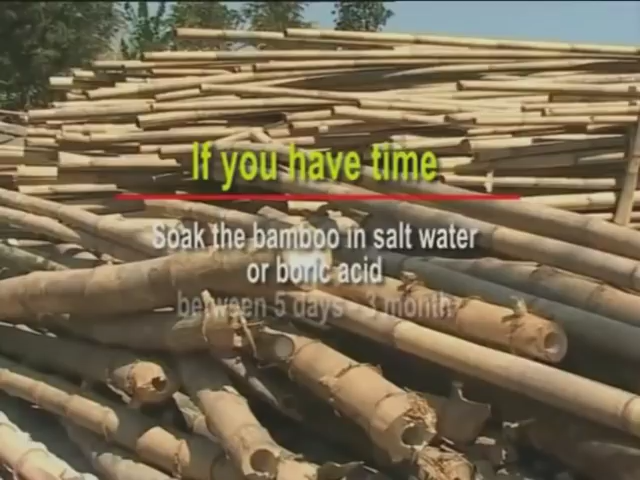 If you have time
Soak the bamboo in salt water
or boric acid
between 5 days - 3 month